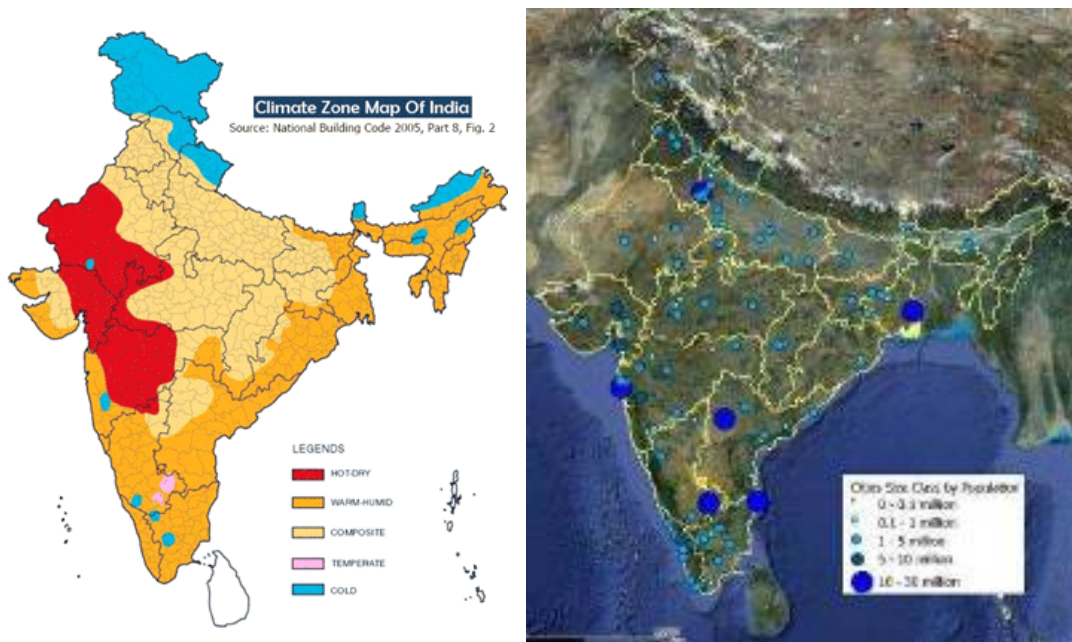 Climate Zone Map Of India
Source: National Building Code 2005, Part 8, Fig. 2
LEGENDS
HOT-DRY
WARM-HUMID
COMPOSITE
TEMPERATE
COLD
Cities Size Class by Population
0 - 0.1 million
0.1 - 1 million
1 - 5 million
5 - 10 million
10 - 30 million